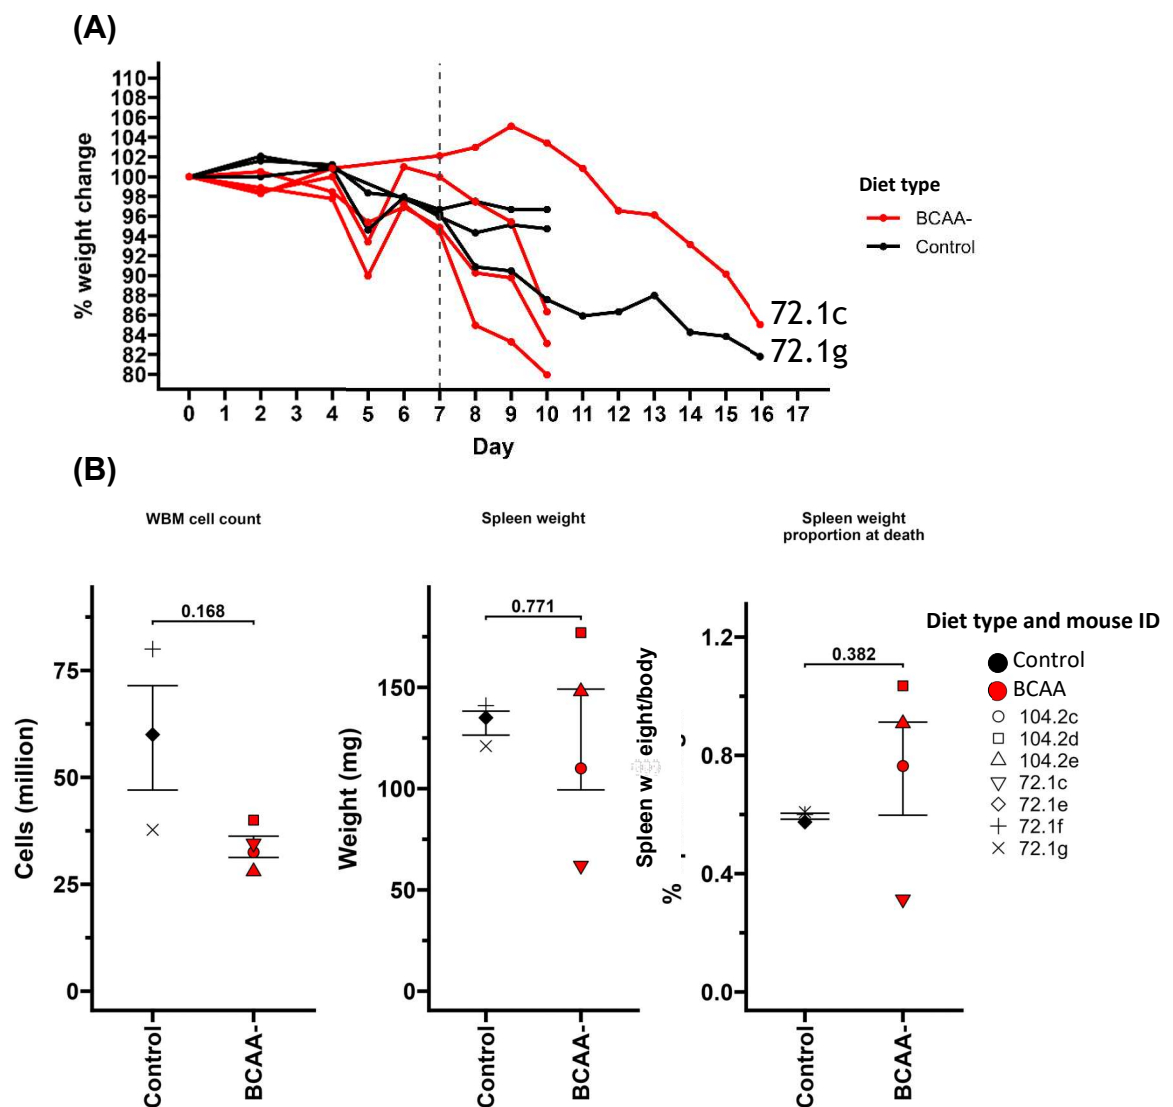 (A)
110
108
106
104
102
100
98
96
94
92
90
88
86
84
82
80
% weight change
0 1 2 3 4 5 6 7 8 9 10 11 12 13 14 15 16 17
Day
72.1c
72.1g
Diet type
BCAA-
Control
(B)
WBM cell count
0.168
75
50
25
0
Cells (million)
Control
BCAA-
Spleen weight
0.771
150
100
50
0
Weight (mg)
Control
BCAA-
Spleen weight
proportion at death
0.382
1.2
0.8
0.4
0.0
Spleen w eight/body
%
Control
BCAA-
Diet type and mouse ID
Control
BCAA
104.2c
104.2d
104.2e
72.1c
72.1e
72.1f
72.1g